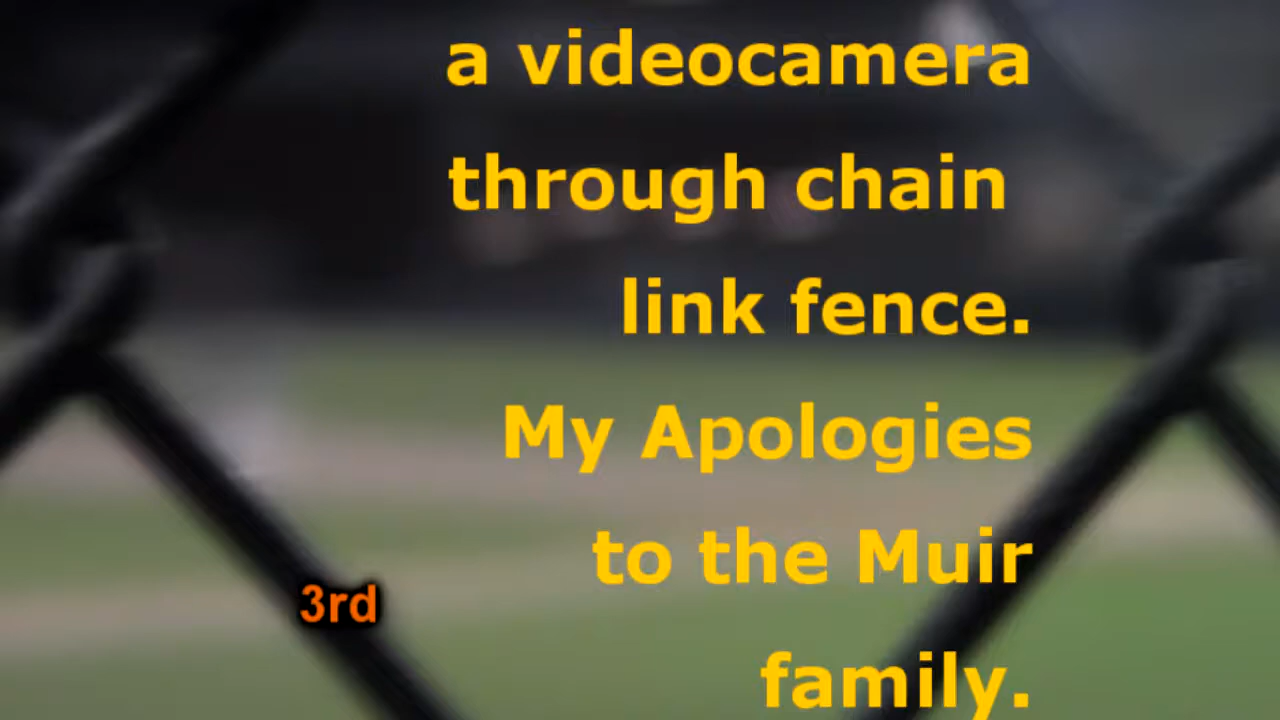 a videocamera
through chain
link fence.
My Apologies
to the Muir
3rd
family.